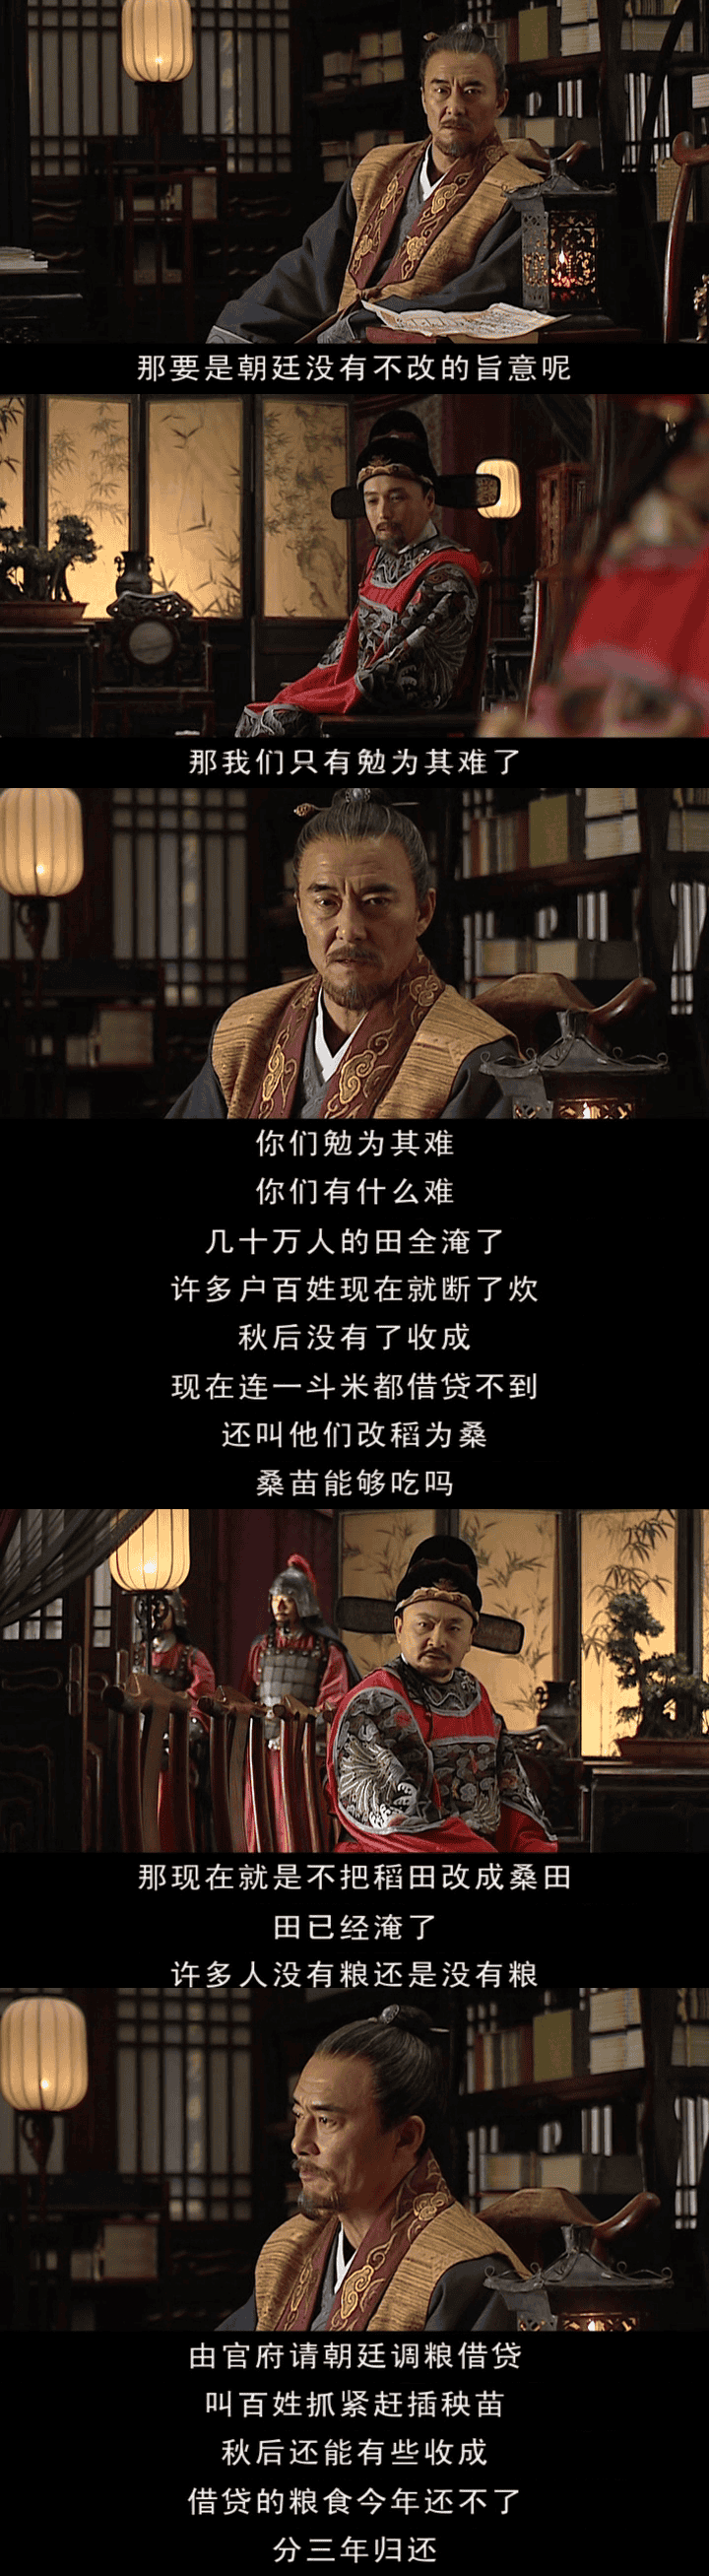 那要是朝廷没有不改的旨意呢
那我们只有勉为其难了
你们勉为其难
你们有什么难
几十万人的田全淹了
许多户百姓现在就断了炊
秋后没有了收成
现在连一斗米都借贷不到
还叫他们改稻为桑
桑苗能够吃吗
那现在就是不把稻田改成桑田
田已经淹了
许多人没有粮还是没有粮
由官府请朝廷调粮借贷
叫百姓抓紧赶插秧苗
秋后还能有些收成
借贷的粮食今年还不了
分三年归还